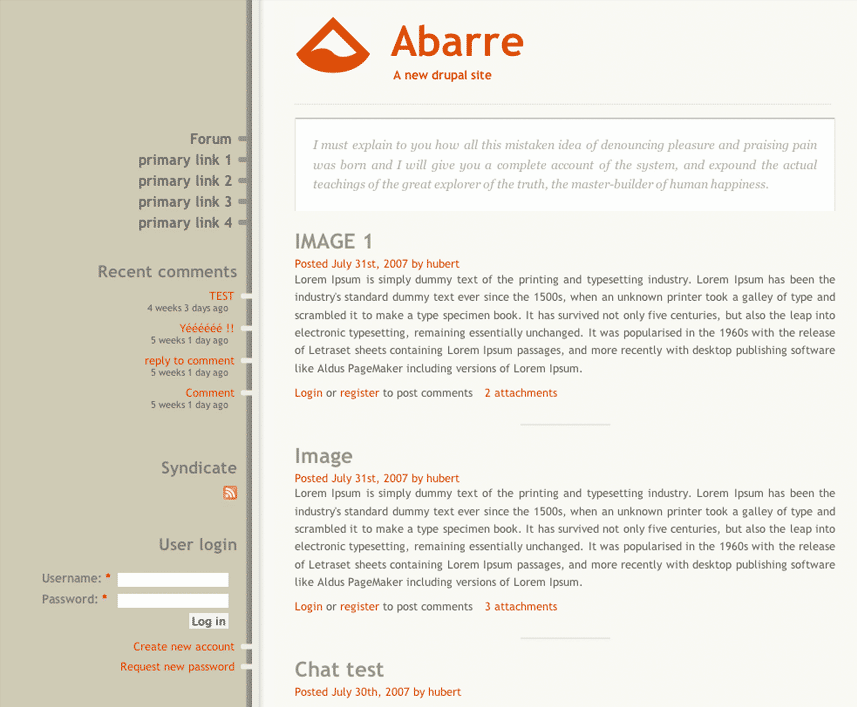 Abarre
A new drupal site
Forum
primary link 1
primary link 2
primary link 3
primary link 4
Recent comments
TEST
4 weeks 3 days ago
Yéééééé !!
5 weeks 1 day ago
reply to comment
5 weeks 1 day ago
Comment
5 weeks 1 day ago
Syndicate
User login
Username: *
Password: *
Log in
Create new account
Request new password
I must explain to you how all this mistaken idea of denouncing pleasure and praising pain
was born and I will give you a complete account of the system, and expound the actual
teachings of the great explorer of the truth, the master-builder of human happiness.
IMAGE 1
Posted July 31st, 2007 by hubert
Lorem Ipsum is simply dummy text of the printing and typesetting industry. Lorem Ipsum has been the
industry's standard dummy text ever since the 1500s, when an unknown printer took a galley of type and
scrambled it to make a type specimen book. It has survived not only five centuries, but also the leap into
electronic typesetting, remaining essentially unchanged. It was popularised in the 1960s with the release
of Letraset sheets containing Lorem Ipsum passages, and more recently with desktop publishing software
like Aldus PageMaker including versions of Lorem Ipsum.
Login or register to post comments 2 attachments
Image
Posted July 31st, 2007 by hubert
Lorem Ipsum is simply dummy text of the printing and typesetting industry. Lorem Ipsum has been the
industry's standard dummy text ever since the 1500s, when an unknown printer took a galley of type and
scrambled it to make a type specimen book. It has survived not only five centuries, but also the leap into
electronic typesetting, remaining essentially unchanged. It was popularised in the 1960s with the release
of Letraset sheets containing Lorem Ipsum passages, and more recently with desktop publishing software
like Aldus PageMaker including versions of Lorem Ipsum.
Login or register to post comments 3 attachments
Chat test
Posted July 30th, 2007 by hubert